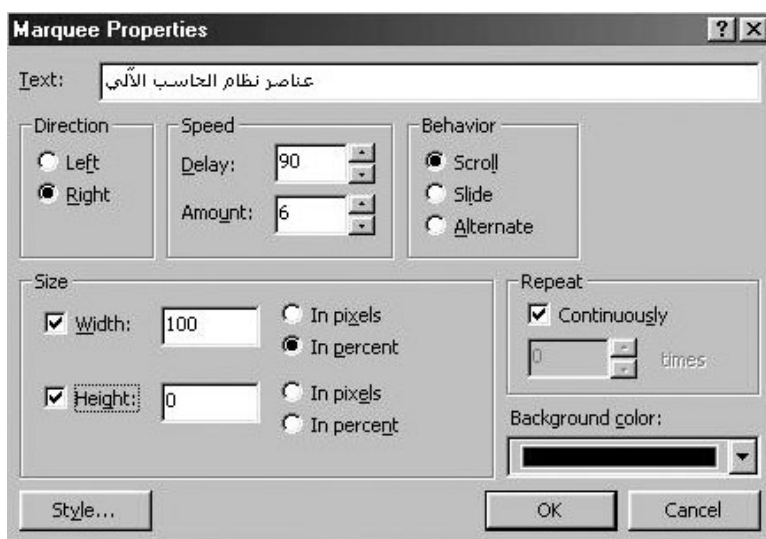 Marquee Properties
Text: عناصر نظام الحاسب الآلي
Direction
Left
Right
Speed
Delay: 90
Amount: 6
Behavior
Scroll
Slide
Alternate
Size
Width: 100
In pixels
In percent
Height: 0
In pixels
In percent
Repeat
Continuously
0 times
Background color:
Style...
OK
Cancel